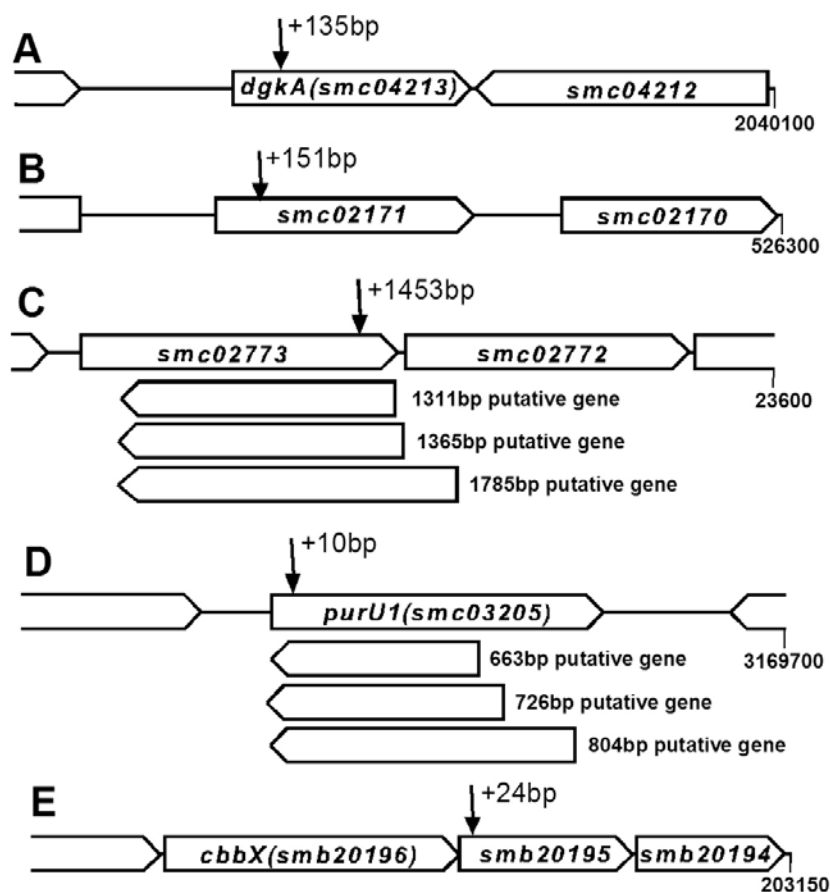 A
+135bp
dgkA(smc04213)
smc04212
2040100
B
+151bp
smc02171
smc02170
526300
C
+1453bp
smc02773
smc02772
23600
1311bp putative gene
1365bp putative gene
1785bp putative gene
D
+10bp
purU1(smc03205)
3169700
663bp putative gene
726bp putative gene
804bp putative gene
E
+24bp
cbbX(smb20196)
smb20195
smb20194
203150